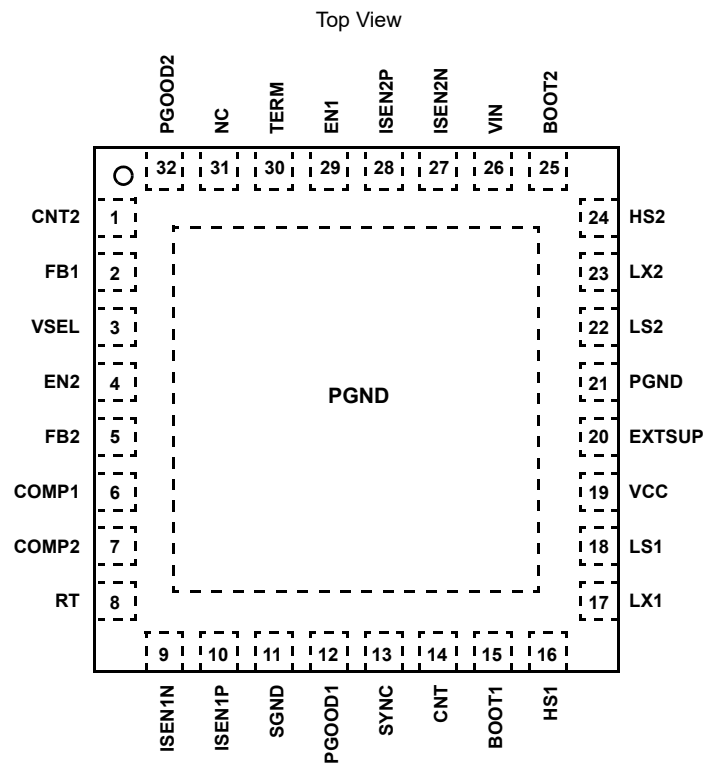 Top View
PGOOD2
NC
TERM
EN1
ISEN2P
ISEN2N
VIN
BOOT2
32 31 30 29 28 27 26 25
CNT2 1
FB1 2
VSEL 3
EN2 4
FB2 5
COMP1 6
COMP2 7
RT 8
PGND
24 HS2
23 LX2
22 LS2
21 PGND
20 EXTSUP
19 VCC
18 LS1
17 LX1
9 10 11 12 13 14 15 16
ISEN1N
ISEN1P
SGND
PGOOD1
SYNC
CNT
BOOT1
HS1